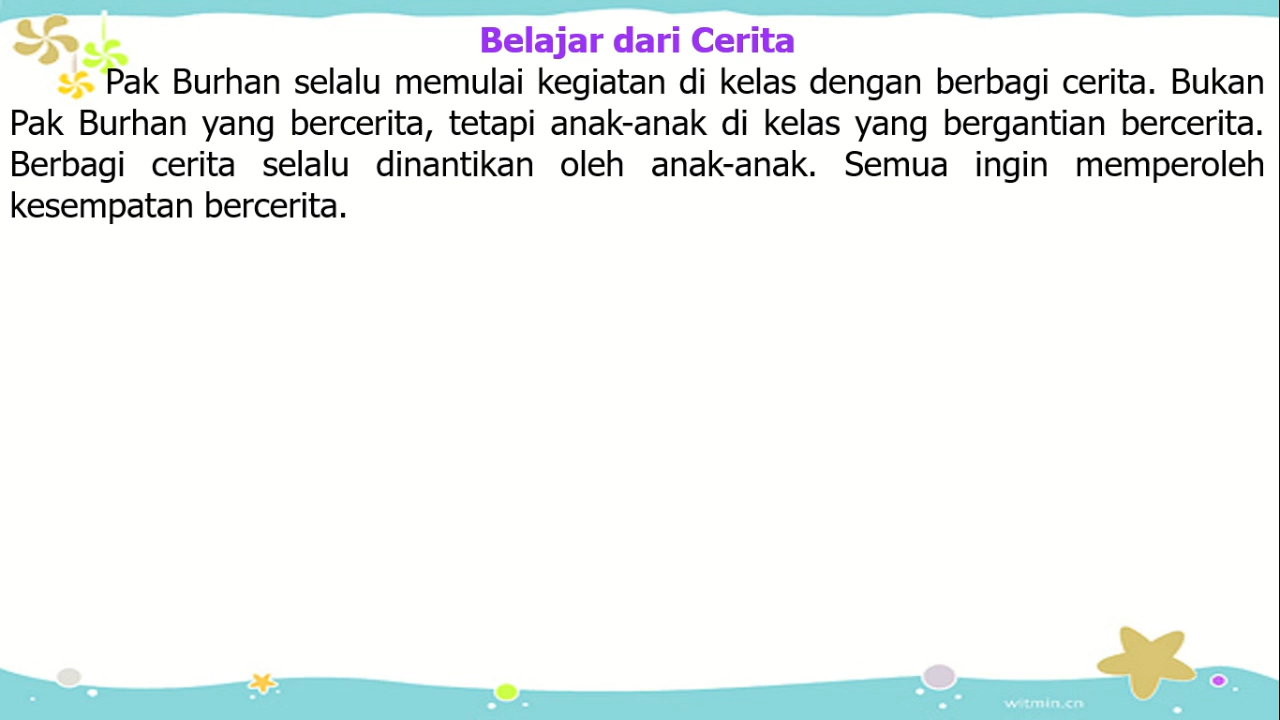 Belajar dari Cerita
Pak Burhan selalu memulai kegiatan di kelas dengan berbagi cerita. Bukan
Pak Burhan yang bercerita, tetapi anak-anak di kelas yang bergantian bercerita.
Berbagi cerita selalu dinantikan oleh anak-anak. Semua ingin memperoleh
kesempatan bercerita.
witmin.cn